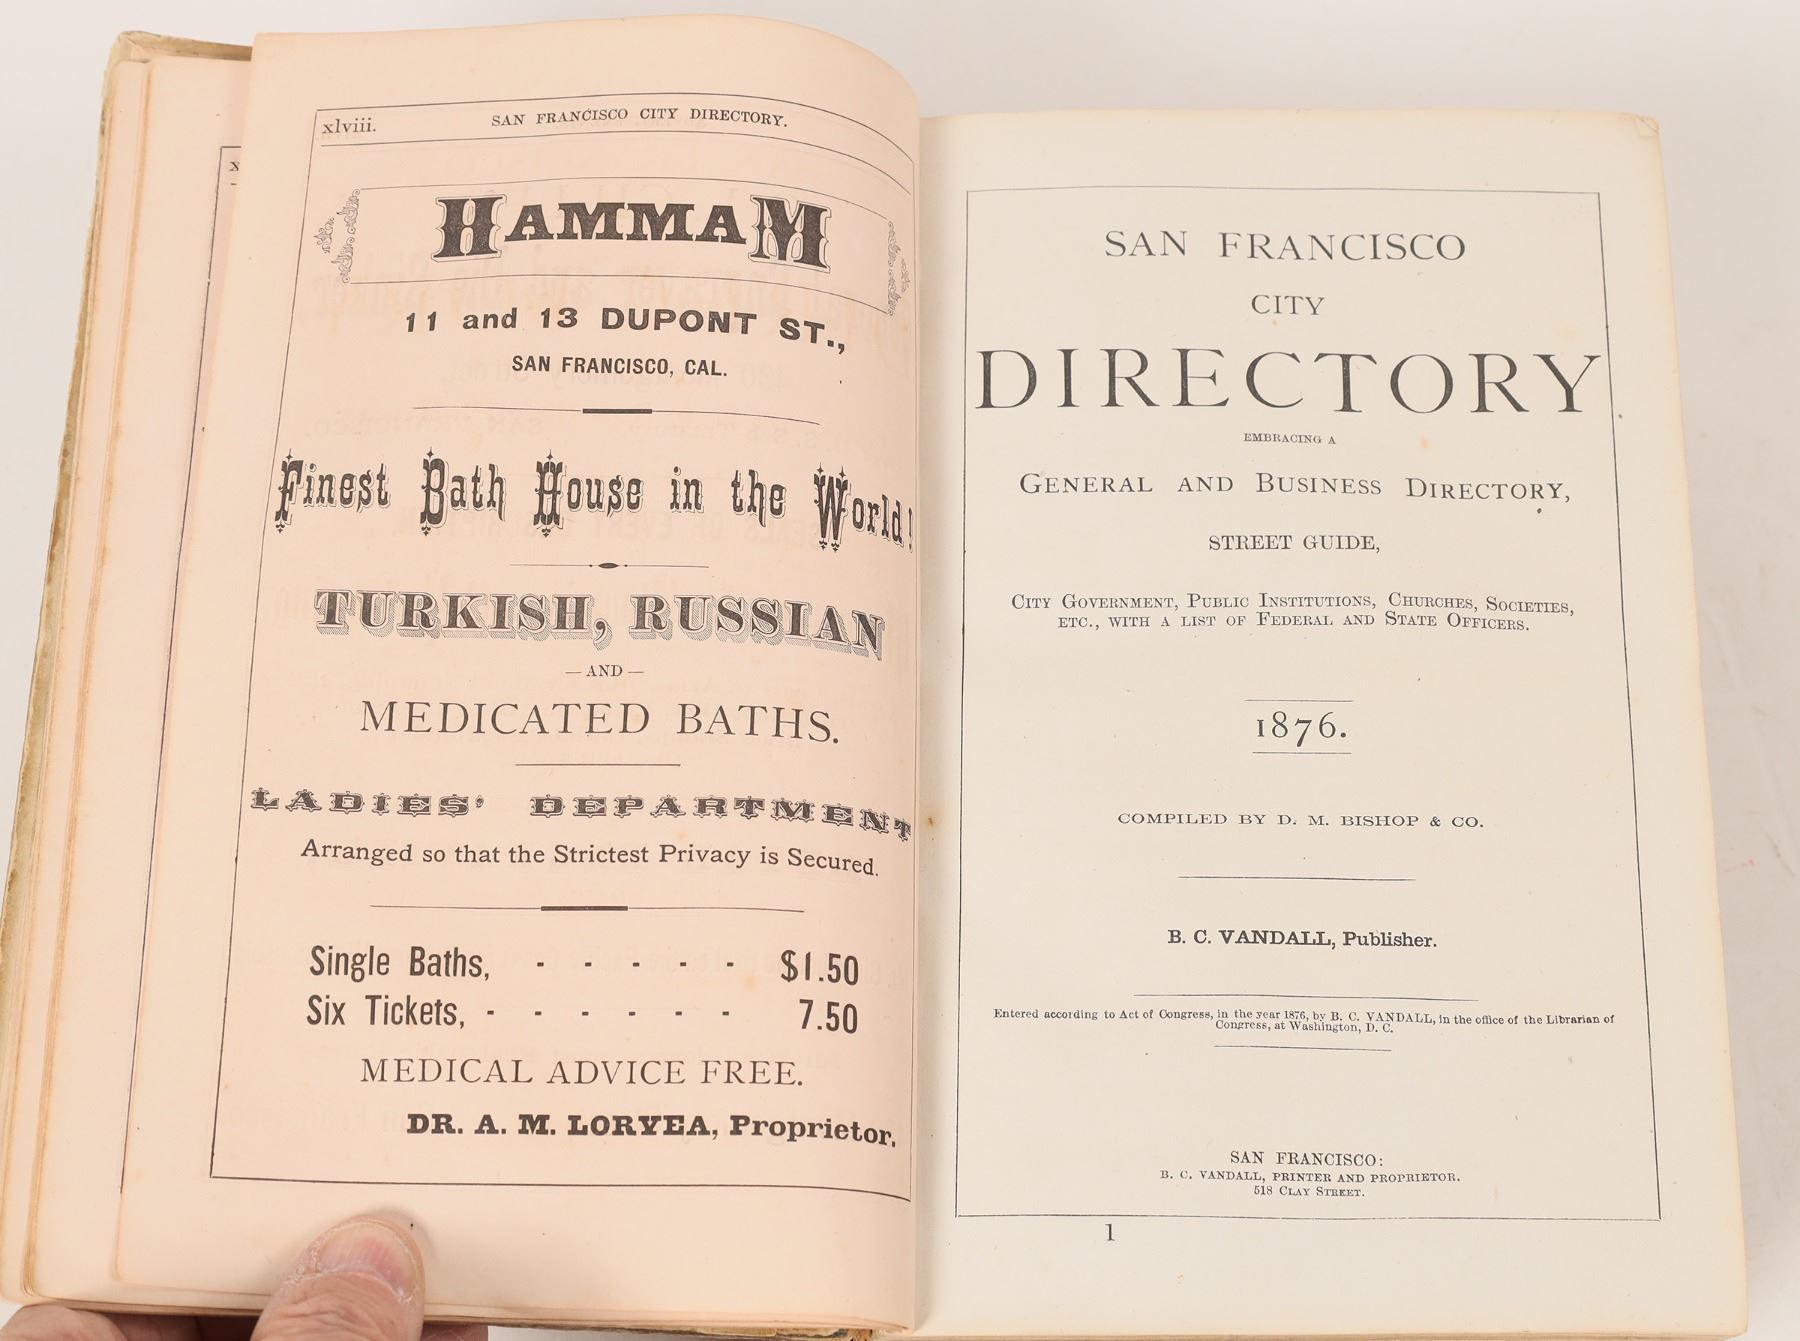 xlviii. SAN FRANCISCO CITY DIRECTORY.
HAMMAM
11 and 13 DUPONT ST.,
SAN FRANCISCO, CAL.
Finest Bath House in the World!
TURKISH, RUSSIAN
— AND —
MEDICATED BATHS.
LADIES' DEPARTMENT
Arranged so that the Strictest Privacy is Secured.
Single Baths, - - - - - $1.50
Six Tickets, - - - - - - 7.50
MEDICAL ADVICE FREE.
DR. A. M. LORYEA, Proprietor.
SAN FRANCISCO
CITY
DIRECTORY
EMBRACING A
GENERAL AND BUSINESS DIRECTORY,
STREET GUIDE,
CITY GOVERNMENT, PUBLIC INSTITUTIONS, CHURCHES, SOCIETIES,
ETC., WITH A LIST OF FEDERAL AND STATE OFFICERS.
1876.
COMPILED BY D. M. BISHOP & CO.
B. C. VANDALL, Publisher.
Entered according to Act of Congress, in the year 1876, by B. C. VANDALL, in the office of the Librarian of
Congress, at Washington, D. C.
SAN FRANCISCO:
B. C. VANDALL, PRINTER AND PROPRIETOR.
518 CLAY STREET.
1